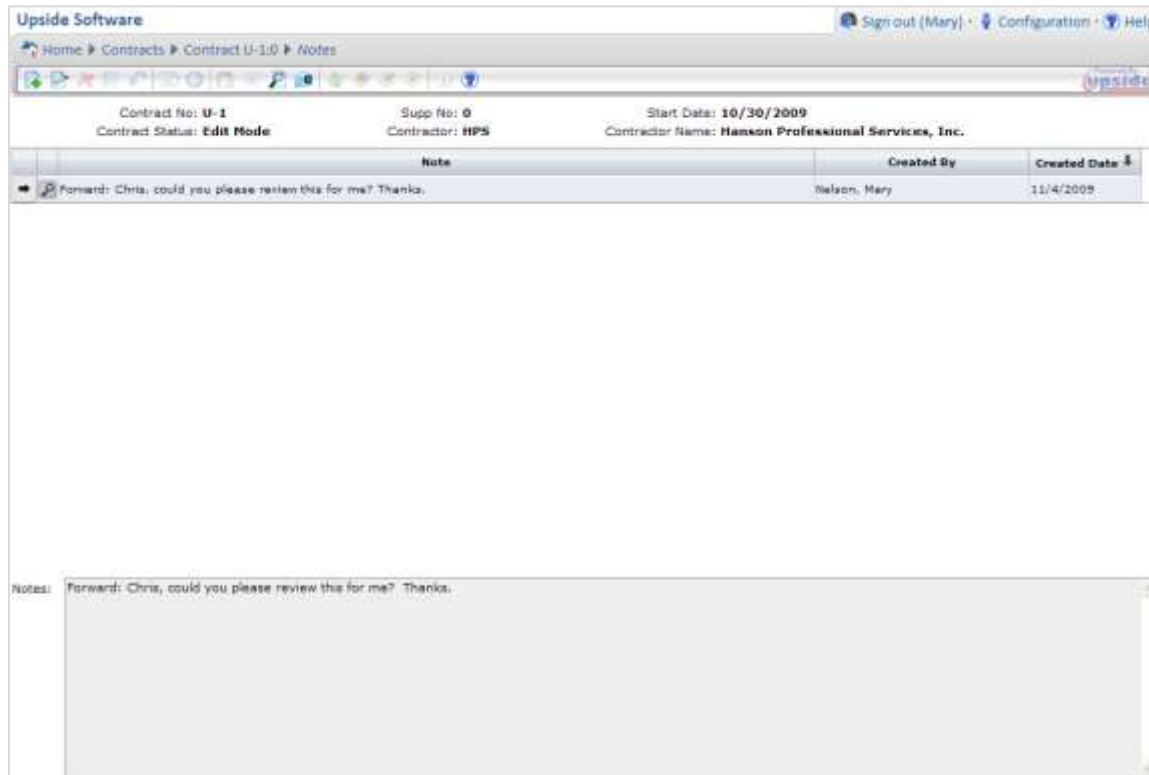 Upside Software
Sign out (Mary) · Configuration · Help
Home Contracts Contract U-1:0 Notes
upside
Contract No: U-1 Supp No: 0 Start Date: 10/30/2009
Contract Status: Edit Mode Contractor: HPS Contractor Name: Hanson Professional Services, Inc.
Note Created By Created Date
Forward: Chris, could you please review this for me? Thanks. Nelson, Mary 11/4/2009
Notes: Forward: Chris, could you please review this for me? Thanks.